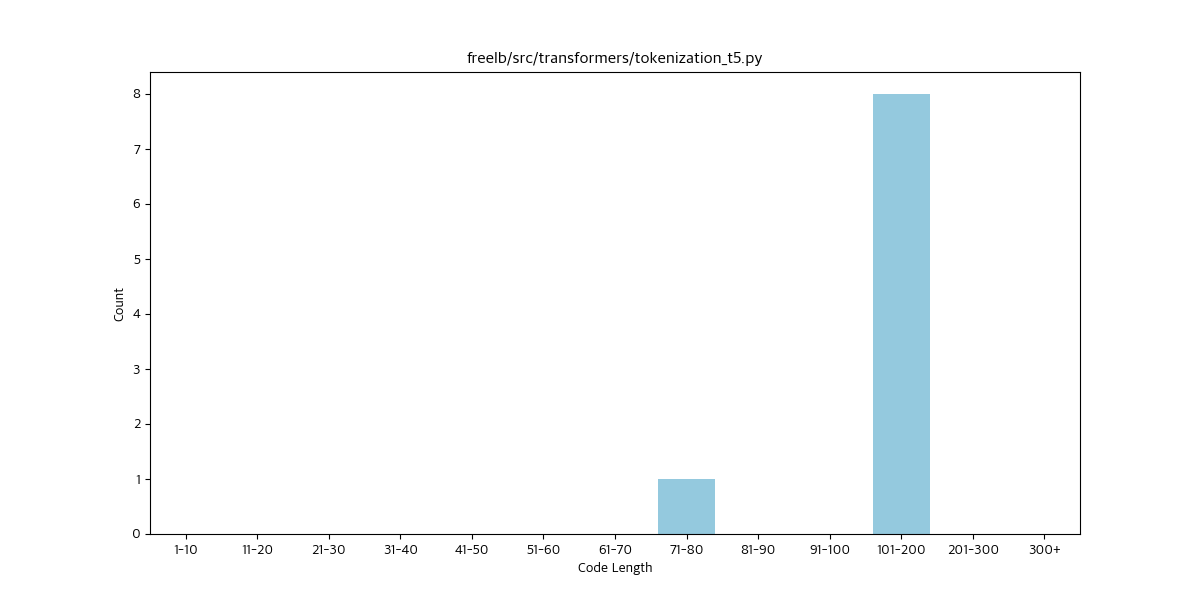 freelb/src/transformers/tokenization_t5.py
8
7
6
5
4
3
2
1
0
Count
1-10 11-20 21-30 31-40 41-50 51-60 61-70 71-80 81-90 91-100 101-200 201-300 300+
Code Length